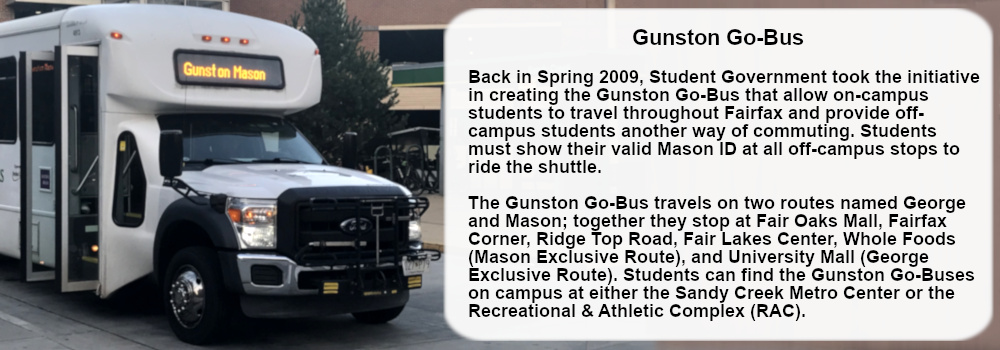 Gunston Mason
Gunston Go-Bus
Back in Spring 2009, Student Government took the initiative
in creating the Gunston Go-Bus that allow on-campus
students to travel throughout Fairfax and provide off-
campus students another way of commuting. Students
must show their valid Mason ID at all off-campus stops to
ride the shuttle.
The Gunston Go-Bus travels on two routes named George
and Mason; together they stop at Fair Oaks Mall, Fairfax
Corner, Ridge Top Road, Fair Lakes Center, Whole Foods
(Mason Exclusive Route), and University Mall (George
Exclusive Route). Students can find the Gunston Go-Buses
on campus at either the Sandy Creek Metro Center or the
Recreational & Athletic Complex (RAC).